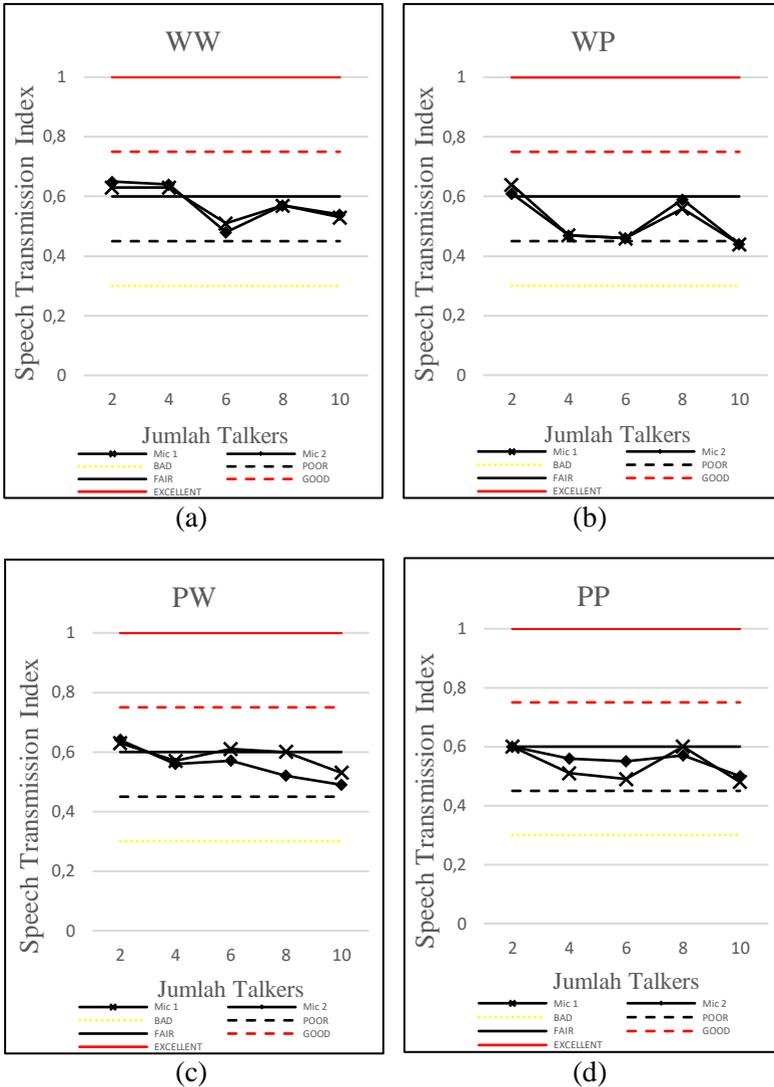 WW
Speech Transmission Index
1
0,8
0,6
0,4
0,2
0
2 4 6 8 10
Jumlah Talkers
Mic 1 Mic 2
BAD POOR
FAIR GOOD
EXCELLENT
(a)
WP
Speech Transmission Index
1
0,8
0,6
0,4
0,2
0
2 4 6 8 10
Jumlah Talkers
Mic 1 Mic 2
BAD POOR
FAIR GOOD
EXCELLENT
(b)
PW
Speech Transmission Index
1
0,8
0,6
0,4
0,2
0
2 4 6 8 10
Jumlah Talkers
Mic 1 Mic 2
BAD POOR
FAIR GOOD
EXCELLENT
(c)
PP
Speech Transmission Index
1
0,8
0,6
0,4
0,2
0
2 4 6 8 10
Jumlah Talkers
Mic 1 Mic 2
BAD POOR
FAIR GOOD
EXCELLENT
(d)